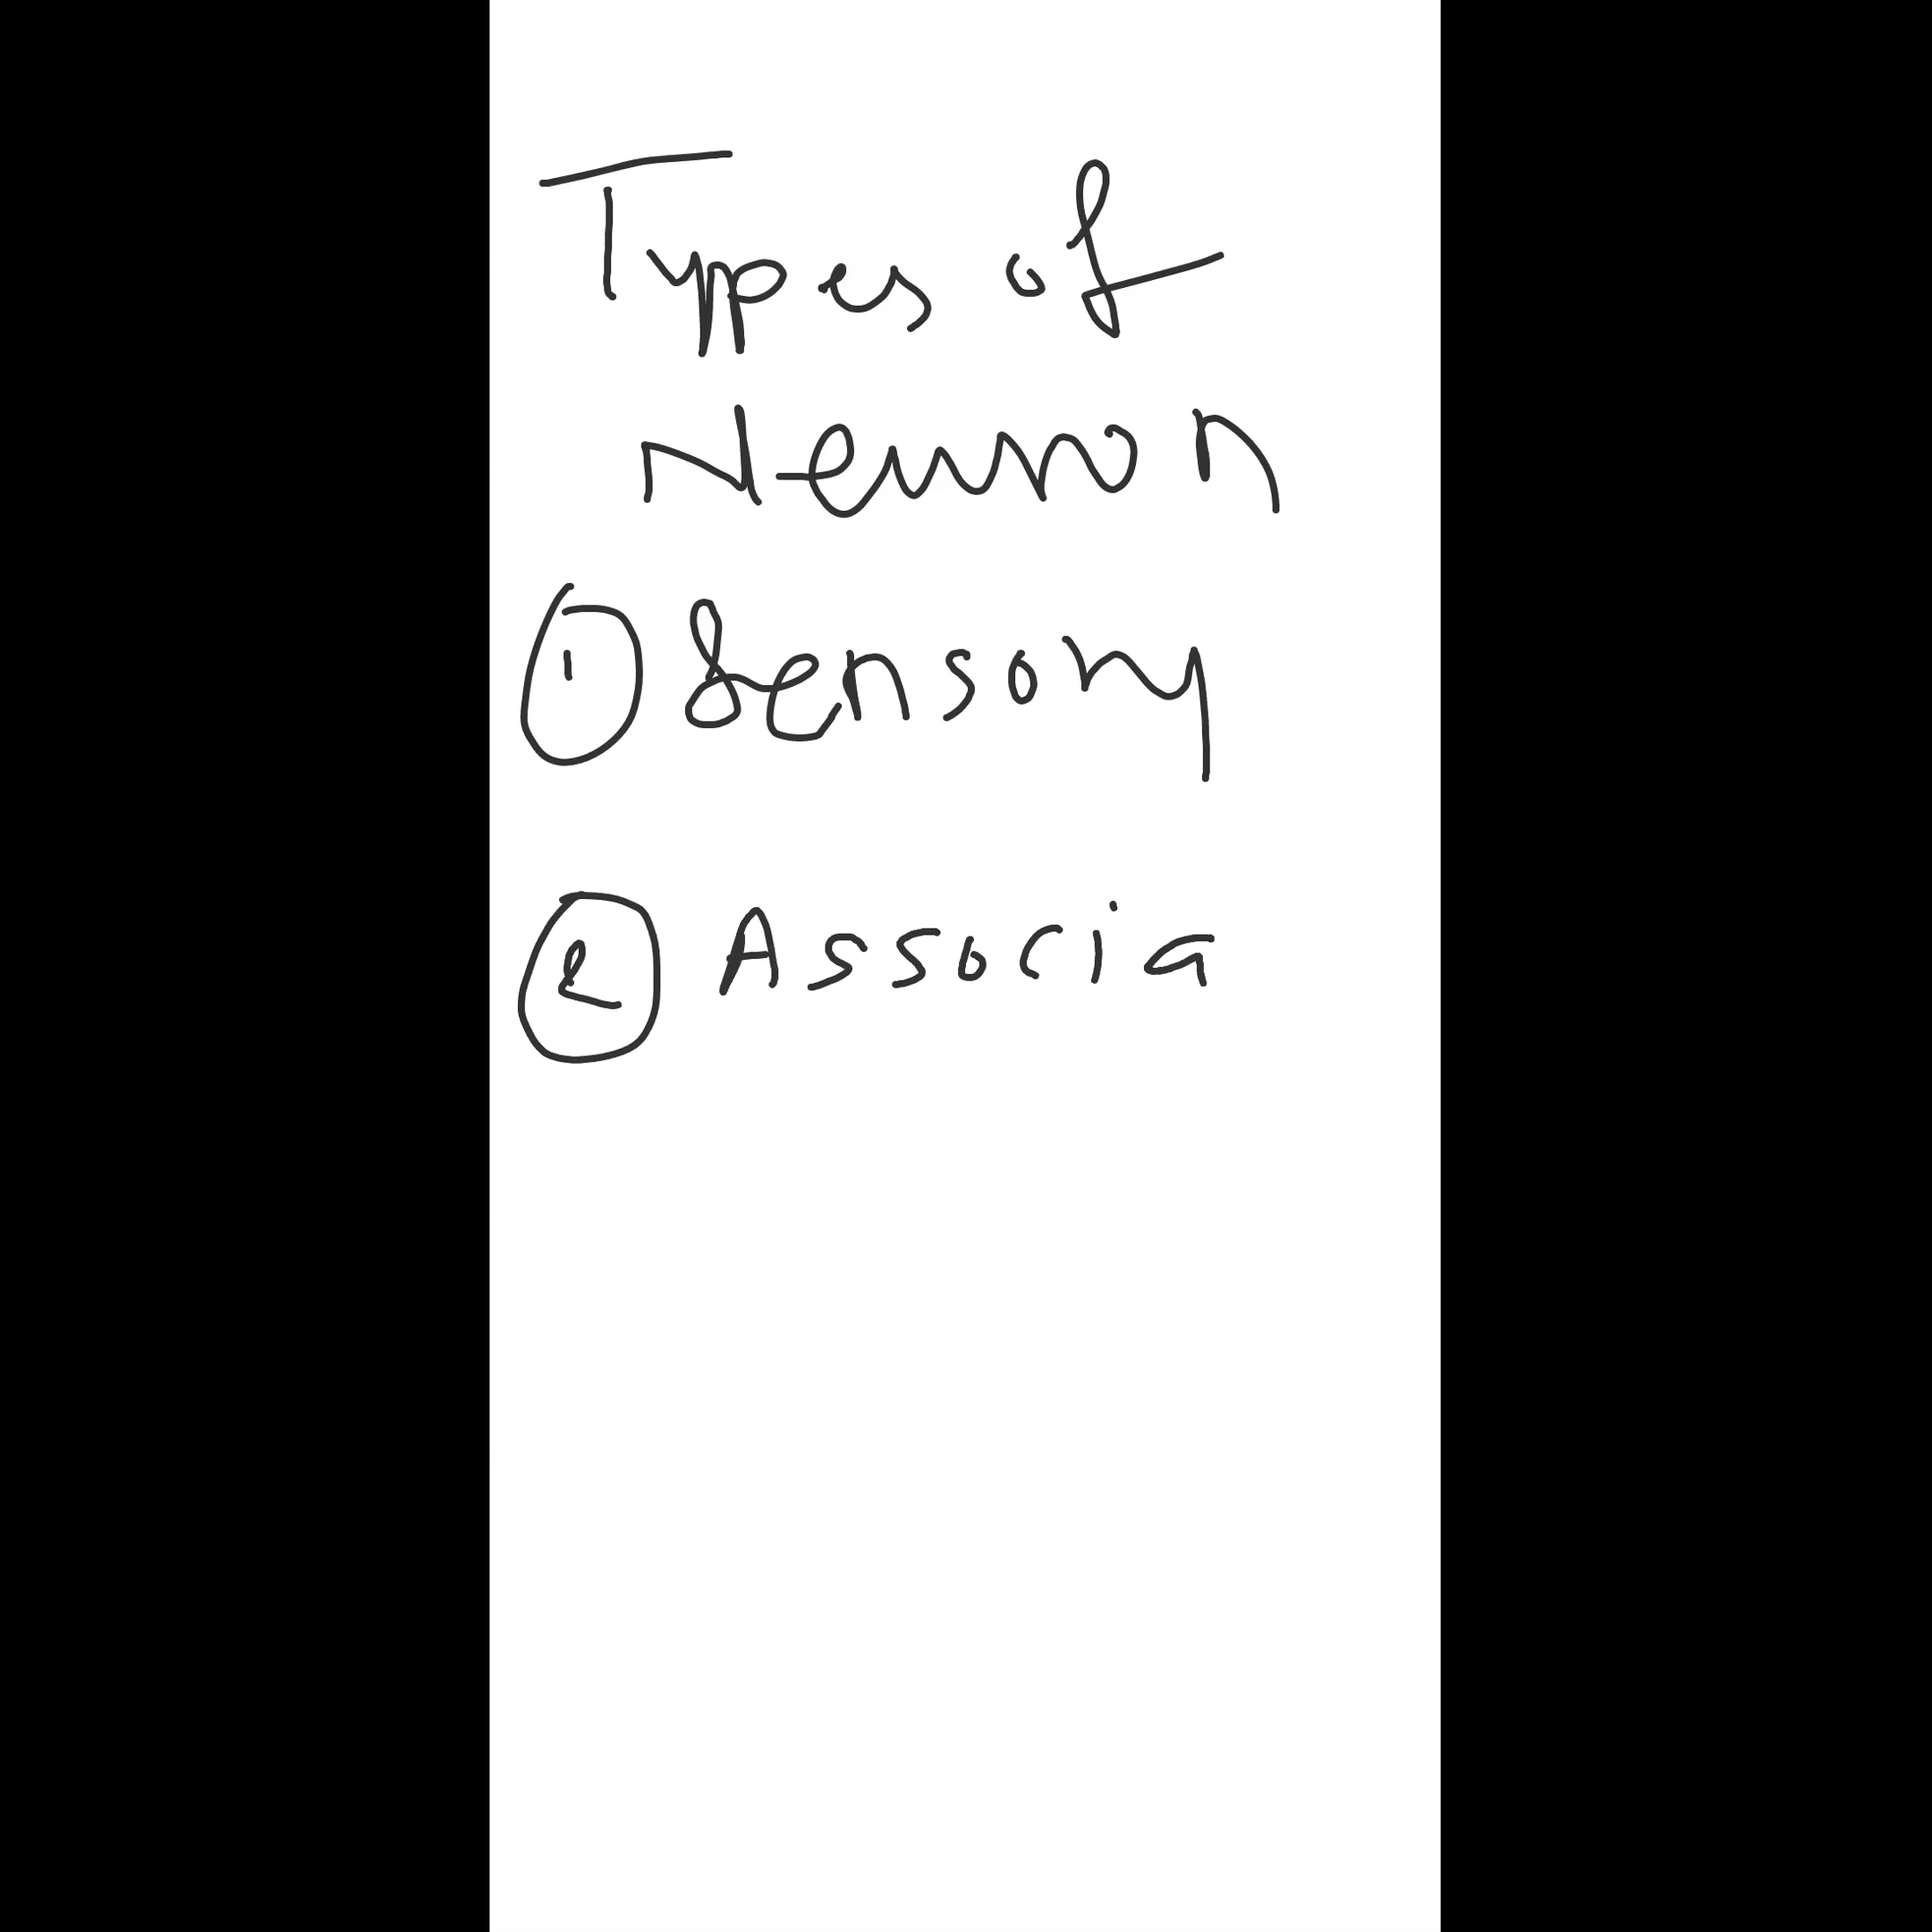 Types of
Neuron
① Sensory
② Associa